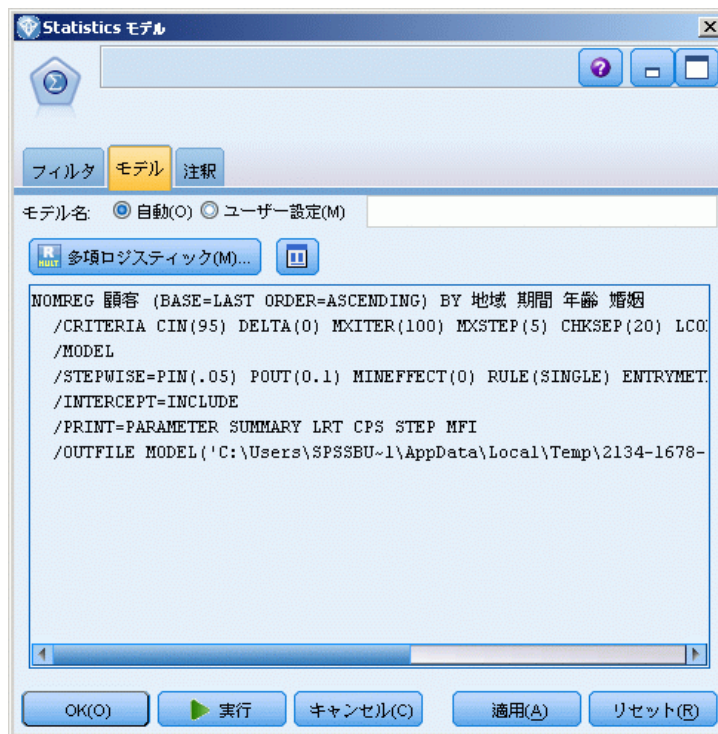 Statistics モデル
フィルタ モデル 注釈
モデル名: 自動(O) ユーザー設定(M)
多項ロジスティック(M)...
NOMREG 顧客 (BASE=LAST ORDER=ASCENDING) BY 地域 期間 年齢 婚姻
/CRITERIA CIN(95) DELTA(0) MXITER(100) MXSTEP(5) CHKSEP(20) LCO
/MODEL
/STEPWISE=PIN(.05) POUT(0.1) MINEFFECT(0) RULE(SINGLE) ENTRYMET
/INTERCEPT=INCLUDE
/PRINT=PARAMETER SUMMARY LRT CPS STEP MFI
/OUTFILE MODEL('C:\Users\SPSSBU~1\AppData\Local\Temp\2134-1678-
OK(O) 実行 キャンセル(C) 適用(A) リセット(R)